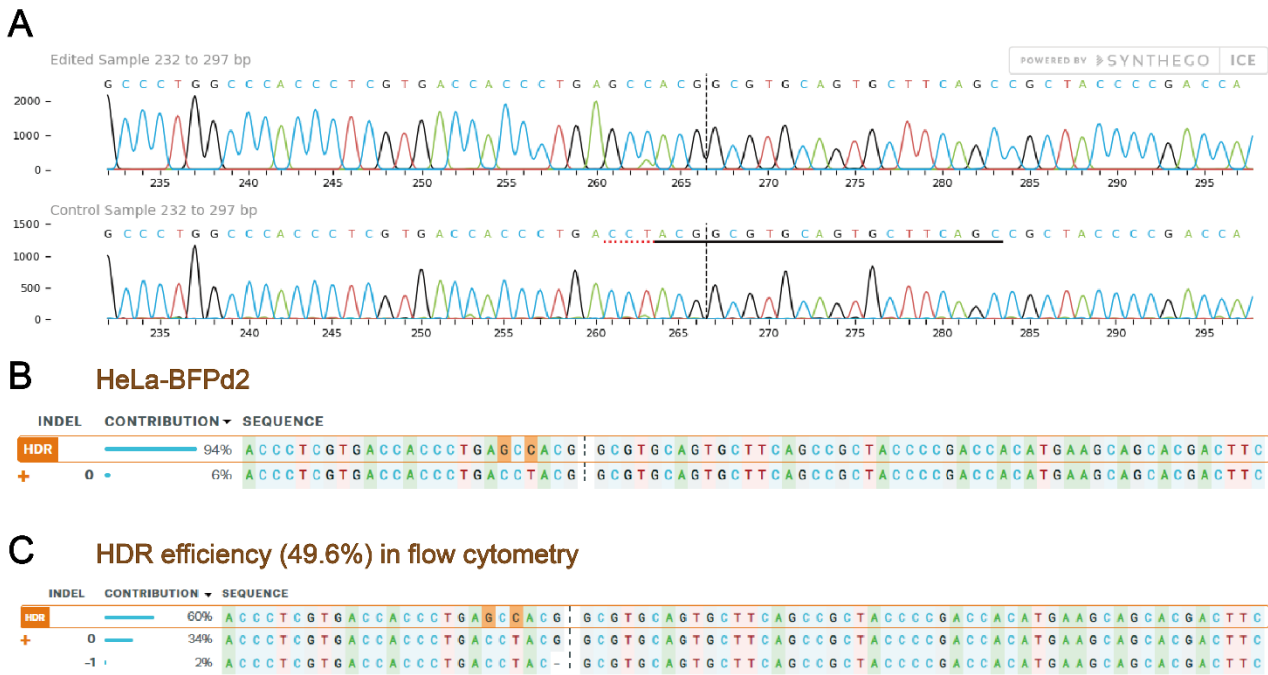 A
Edited Sample 232 to 297 bp
POWERED BY SYNTHEGO ICE
G C C C T G G C C C A C C C T C G T G A C C A C C C T G A G C C A C G G C G T G C A G T G C T T C A G C C G C T A C C C C G A C C A
2000
1000
0
235 240 245 250 255 260 265 270 275 280 285 290 295
Control Sample 232 to 297 bp
G C C C T G G C C C A C C C T C G T G A C C A C C C T G A C C T A C G G C G T G C A G T G C T T C A G C C G C T A C C C C G A C C A
1500
1000
500
0
235 240 245 250 255 260 265 270 275 280 285 290 295
B HeLa-BFPd2
INDEL CONTRIBUTION SEQUENCE
HDR 94% A C C C T C G T G A C C A C C C T G A G C C A C G G C G T G C A G T G C T T C A G C C G C T A C C C C G A C C A C A T G A A G C A G C A C G A C T T C
+ 0 6% A C C C T C G T G A C C A C C C T G A C C T A C G G C G T G C A G T G C T T C A G C C G C T A C C C C G A C C A C A T G A A G C A G C A C G A C T T C
C HDR efficiency (49.6%) in flow cytometry
INDEL CONTRIBUTION SEQUENCE
HDR 60% A C C C T C G T G A C C A C C C T G A G C C A C G G C G T G C A G T G C T T C A G C C G C T A C C C C G A C C A C A T G A A G C A G C A C G A C T T C
+ 0 34% A C C C T C G T G A C C A C C C T G A C C T A C G G C G T G C A G T G C T T C A G C C G C T A C C C C G A C C A C A T G A A G C A G C A C G A C T T C
-1 2% A C C C T C G T G A C C A C C C T G A C C T A C - G C G T G C A G T G C T T C A G C C G C T A C C C C G A C C A C A T G A A G C A G C A C G A C T T C